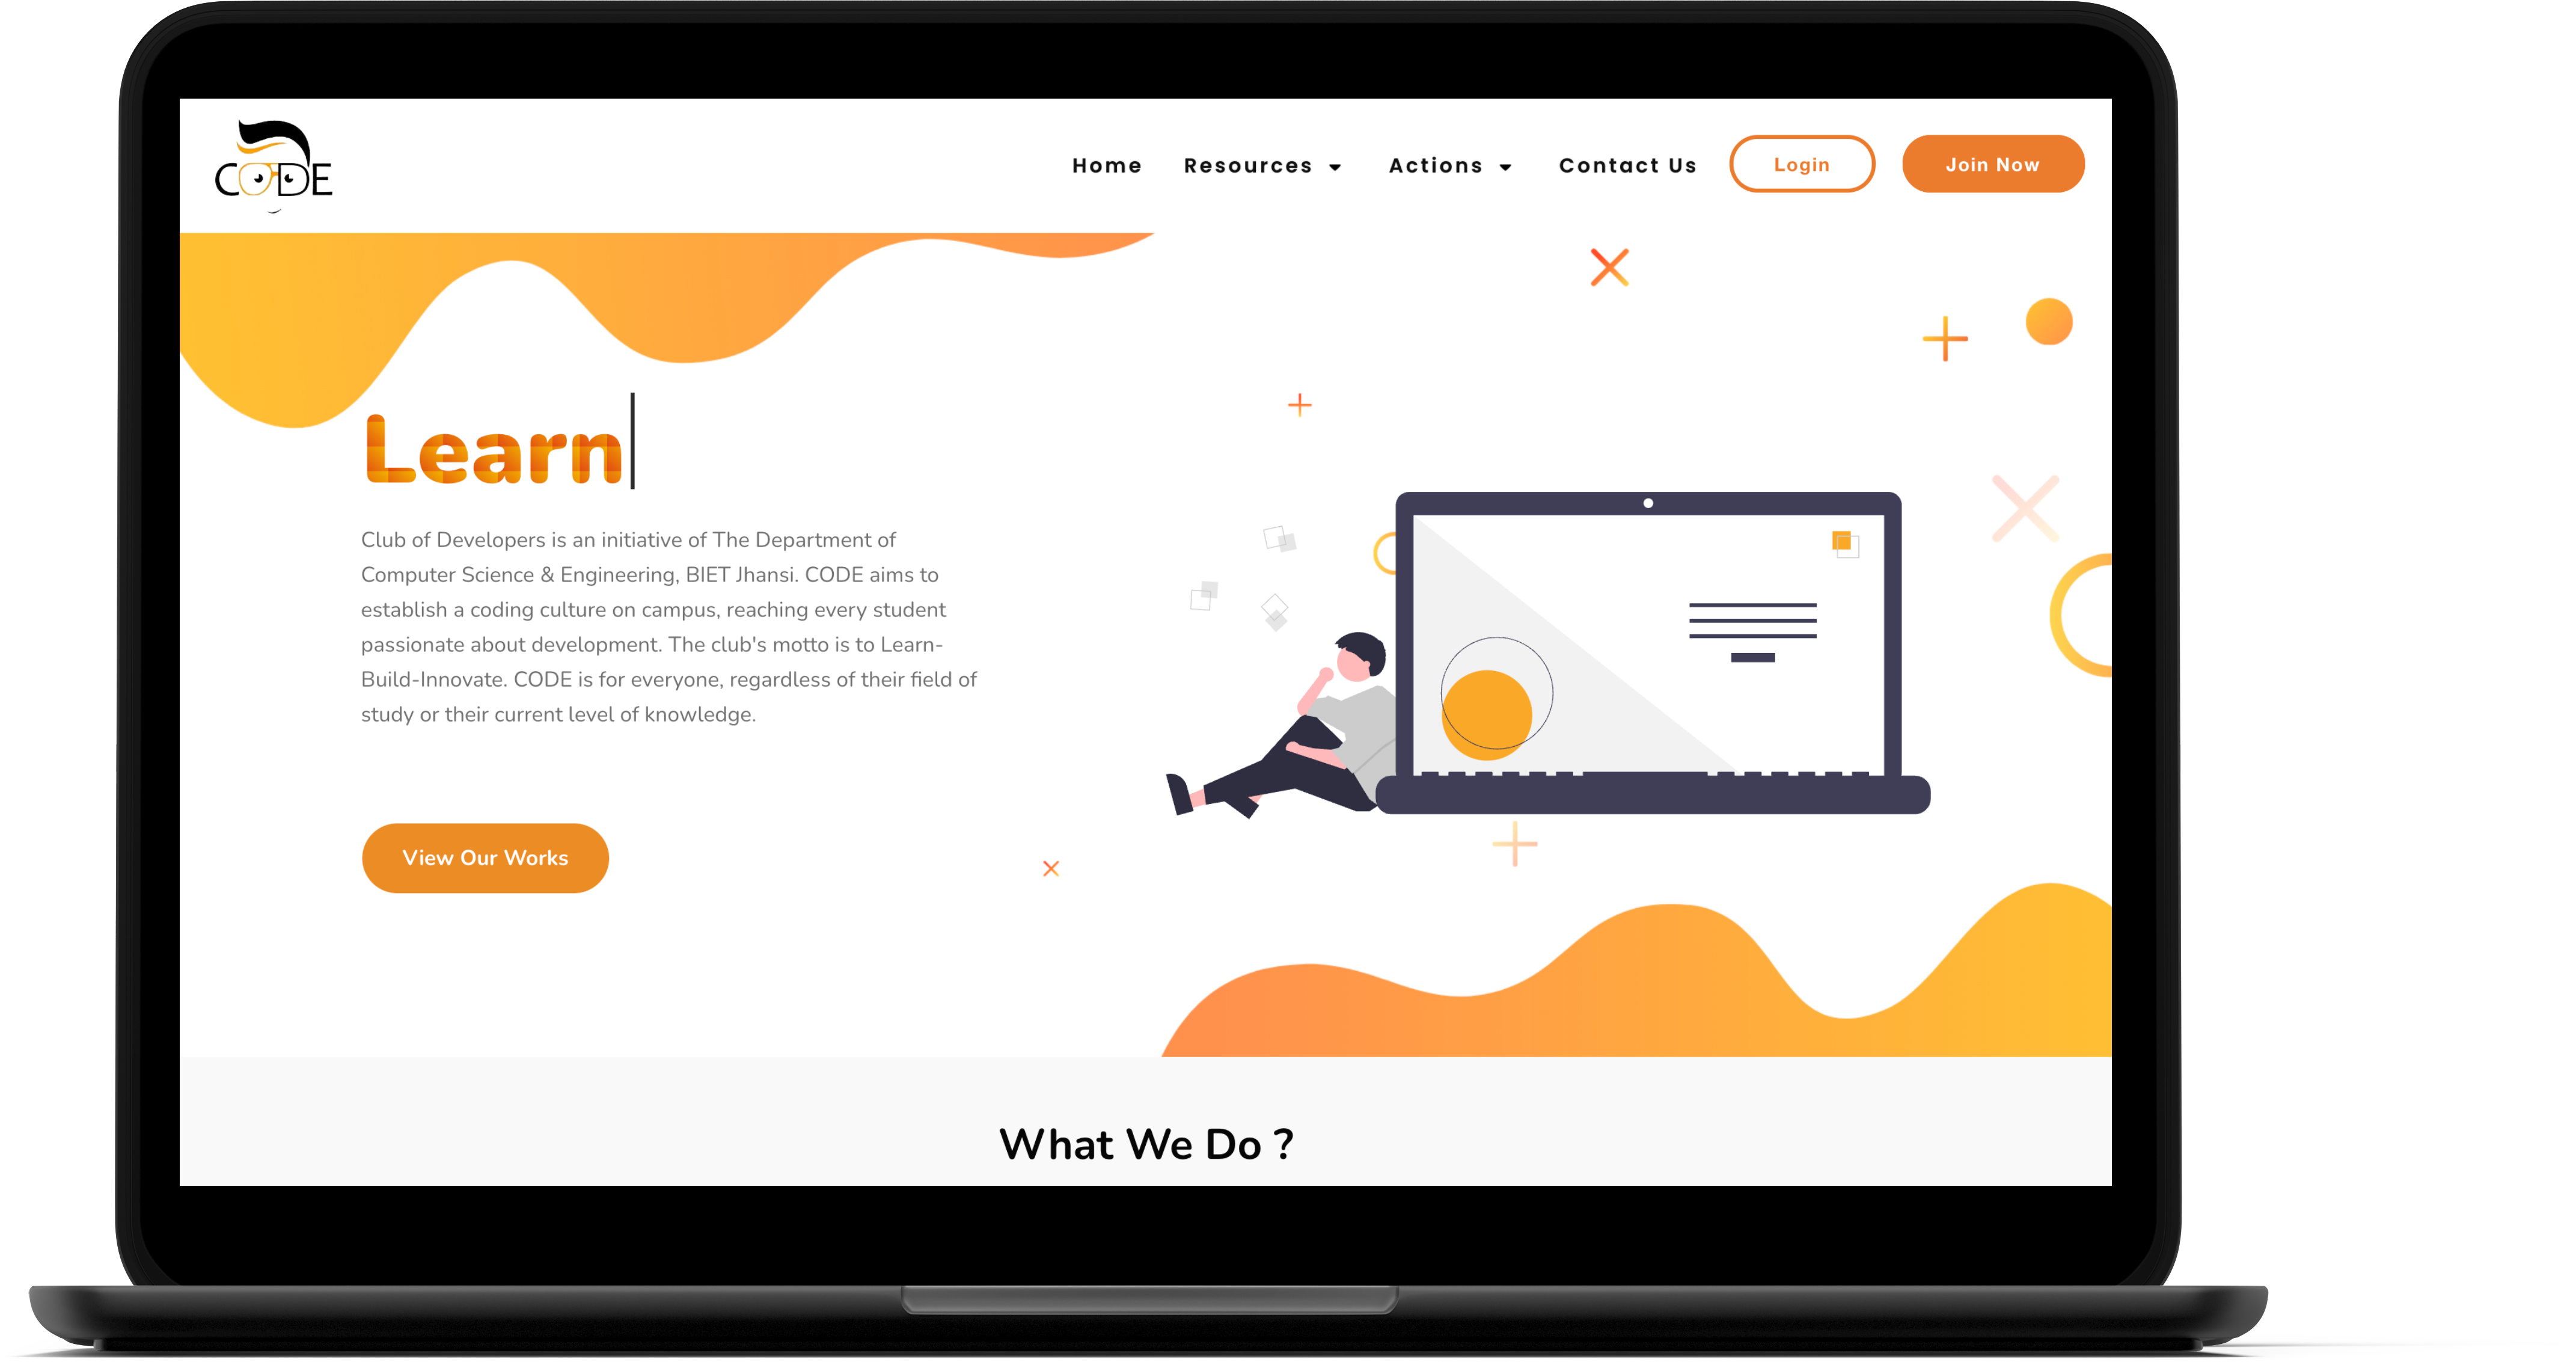 CODE
Home Resources Actions Contact Us Login Join Now
Learn
Club of Developers is an initiative of The Department of
Computer Science & Engineering, BIET Jhansi. CODE aims to
establish a coding culture on campus, reaching every student
passionate about development. The club's motto is to Learn-
Build-Innovate. CODE is for everyone, regardless of their field of
study or their current level of knowledge.
View Our Works
What We Do ?